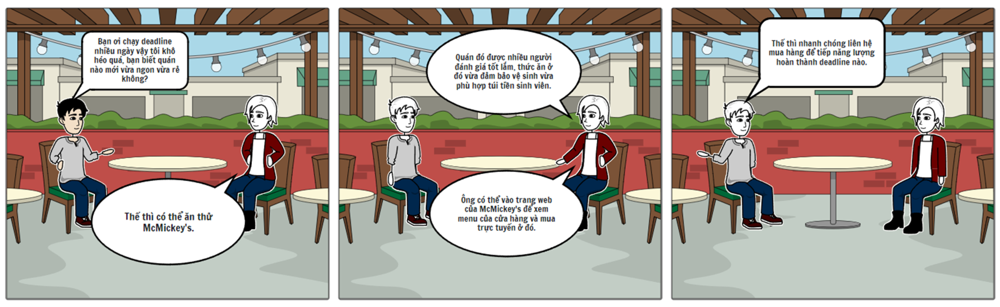 Bạn ơi chạy deadline
nhiều ngày vậy tôi khô
héo quá, bạn biết quán
nào mới vừa ngon vừa rẻ
không?
Thế thì có thể ăn thử
McMickey's.
Quán đó được nhiều người
đánh giá tốt lắm, thức ăn ở
đó vừa đảm bảo vệ sinh vừa
phù hợp túi tiền sinh viên.
Ông có thể vào trang web
của McMickey's để xem
menu của cửa hàng và mua
trực tuyến ở đó.
Thế thì nhanh chóng liên hệ
mua hàng để tiếp năng lượng
hoàn thành deadline nào.